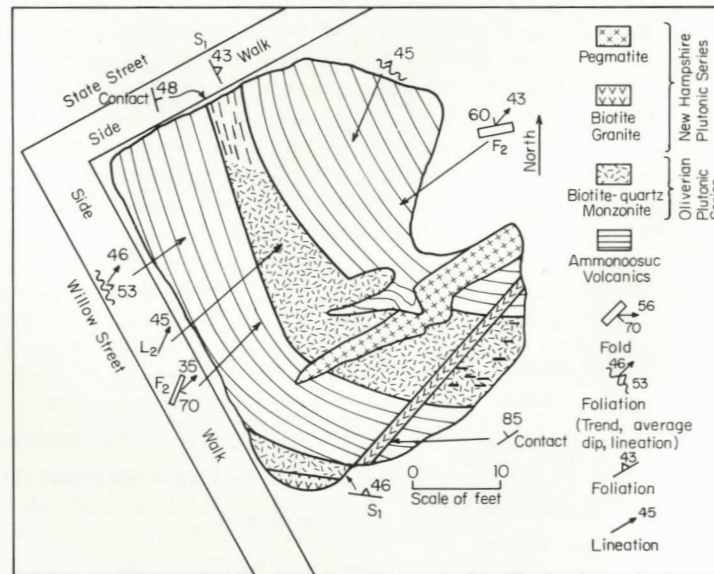 S1
43
State Street
Walk
Contact
48
Side
45
60
43
F2
North
Side
46
53
Willow Street
45
L2
35
F2
70
Walk
85
Contact
46
S1
0 10
Scale of feet
Pegmatite
Biotite
Granite
New Hampshire
Plutonic Series
Biotite-quartz
Monzonite
Oliverian
Plutonic
Ammonoosuc
Volcanics
56
70
Fold
46
53
Foliation
(Trend, average
dip, lineation)
43
Foliation
45
Lineation